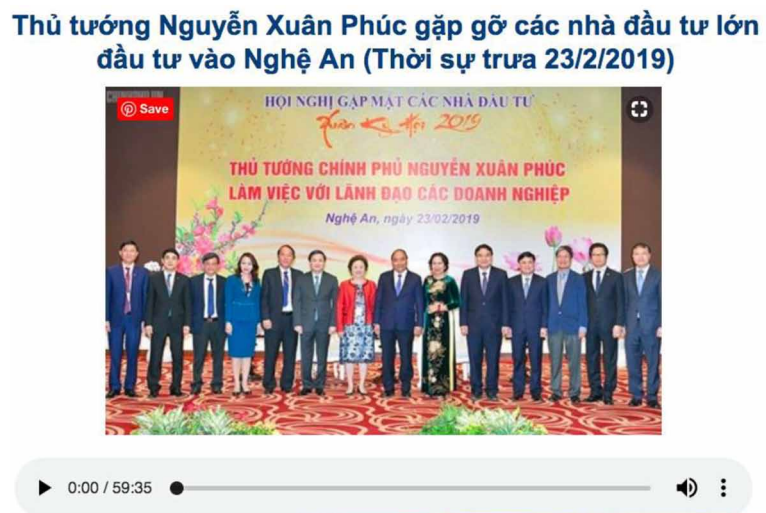 Thủ tướng Nguyễn Xuân Phúc gặp gỡ các nhà đầu tư lớn
đầu tư vào Nghệ An (Thời sự trưa 23/2/2019)
Save
HỘI NGHỊ GẶP MẶT CÁC NHÀ ĐẦU TƯ
Xuân Kỷ Hợi 2019
THỦ TƯỚNG CHÍNH PHỦ NGUYỄN XUÂN PHÚC
LÀM VIỆC VỚI LÃNH ĐẠO CÁC DOANH NGHIỆP
Nghệ An, ngày 23/02/2019
0:00 / 59:35